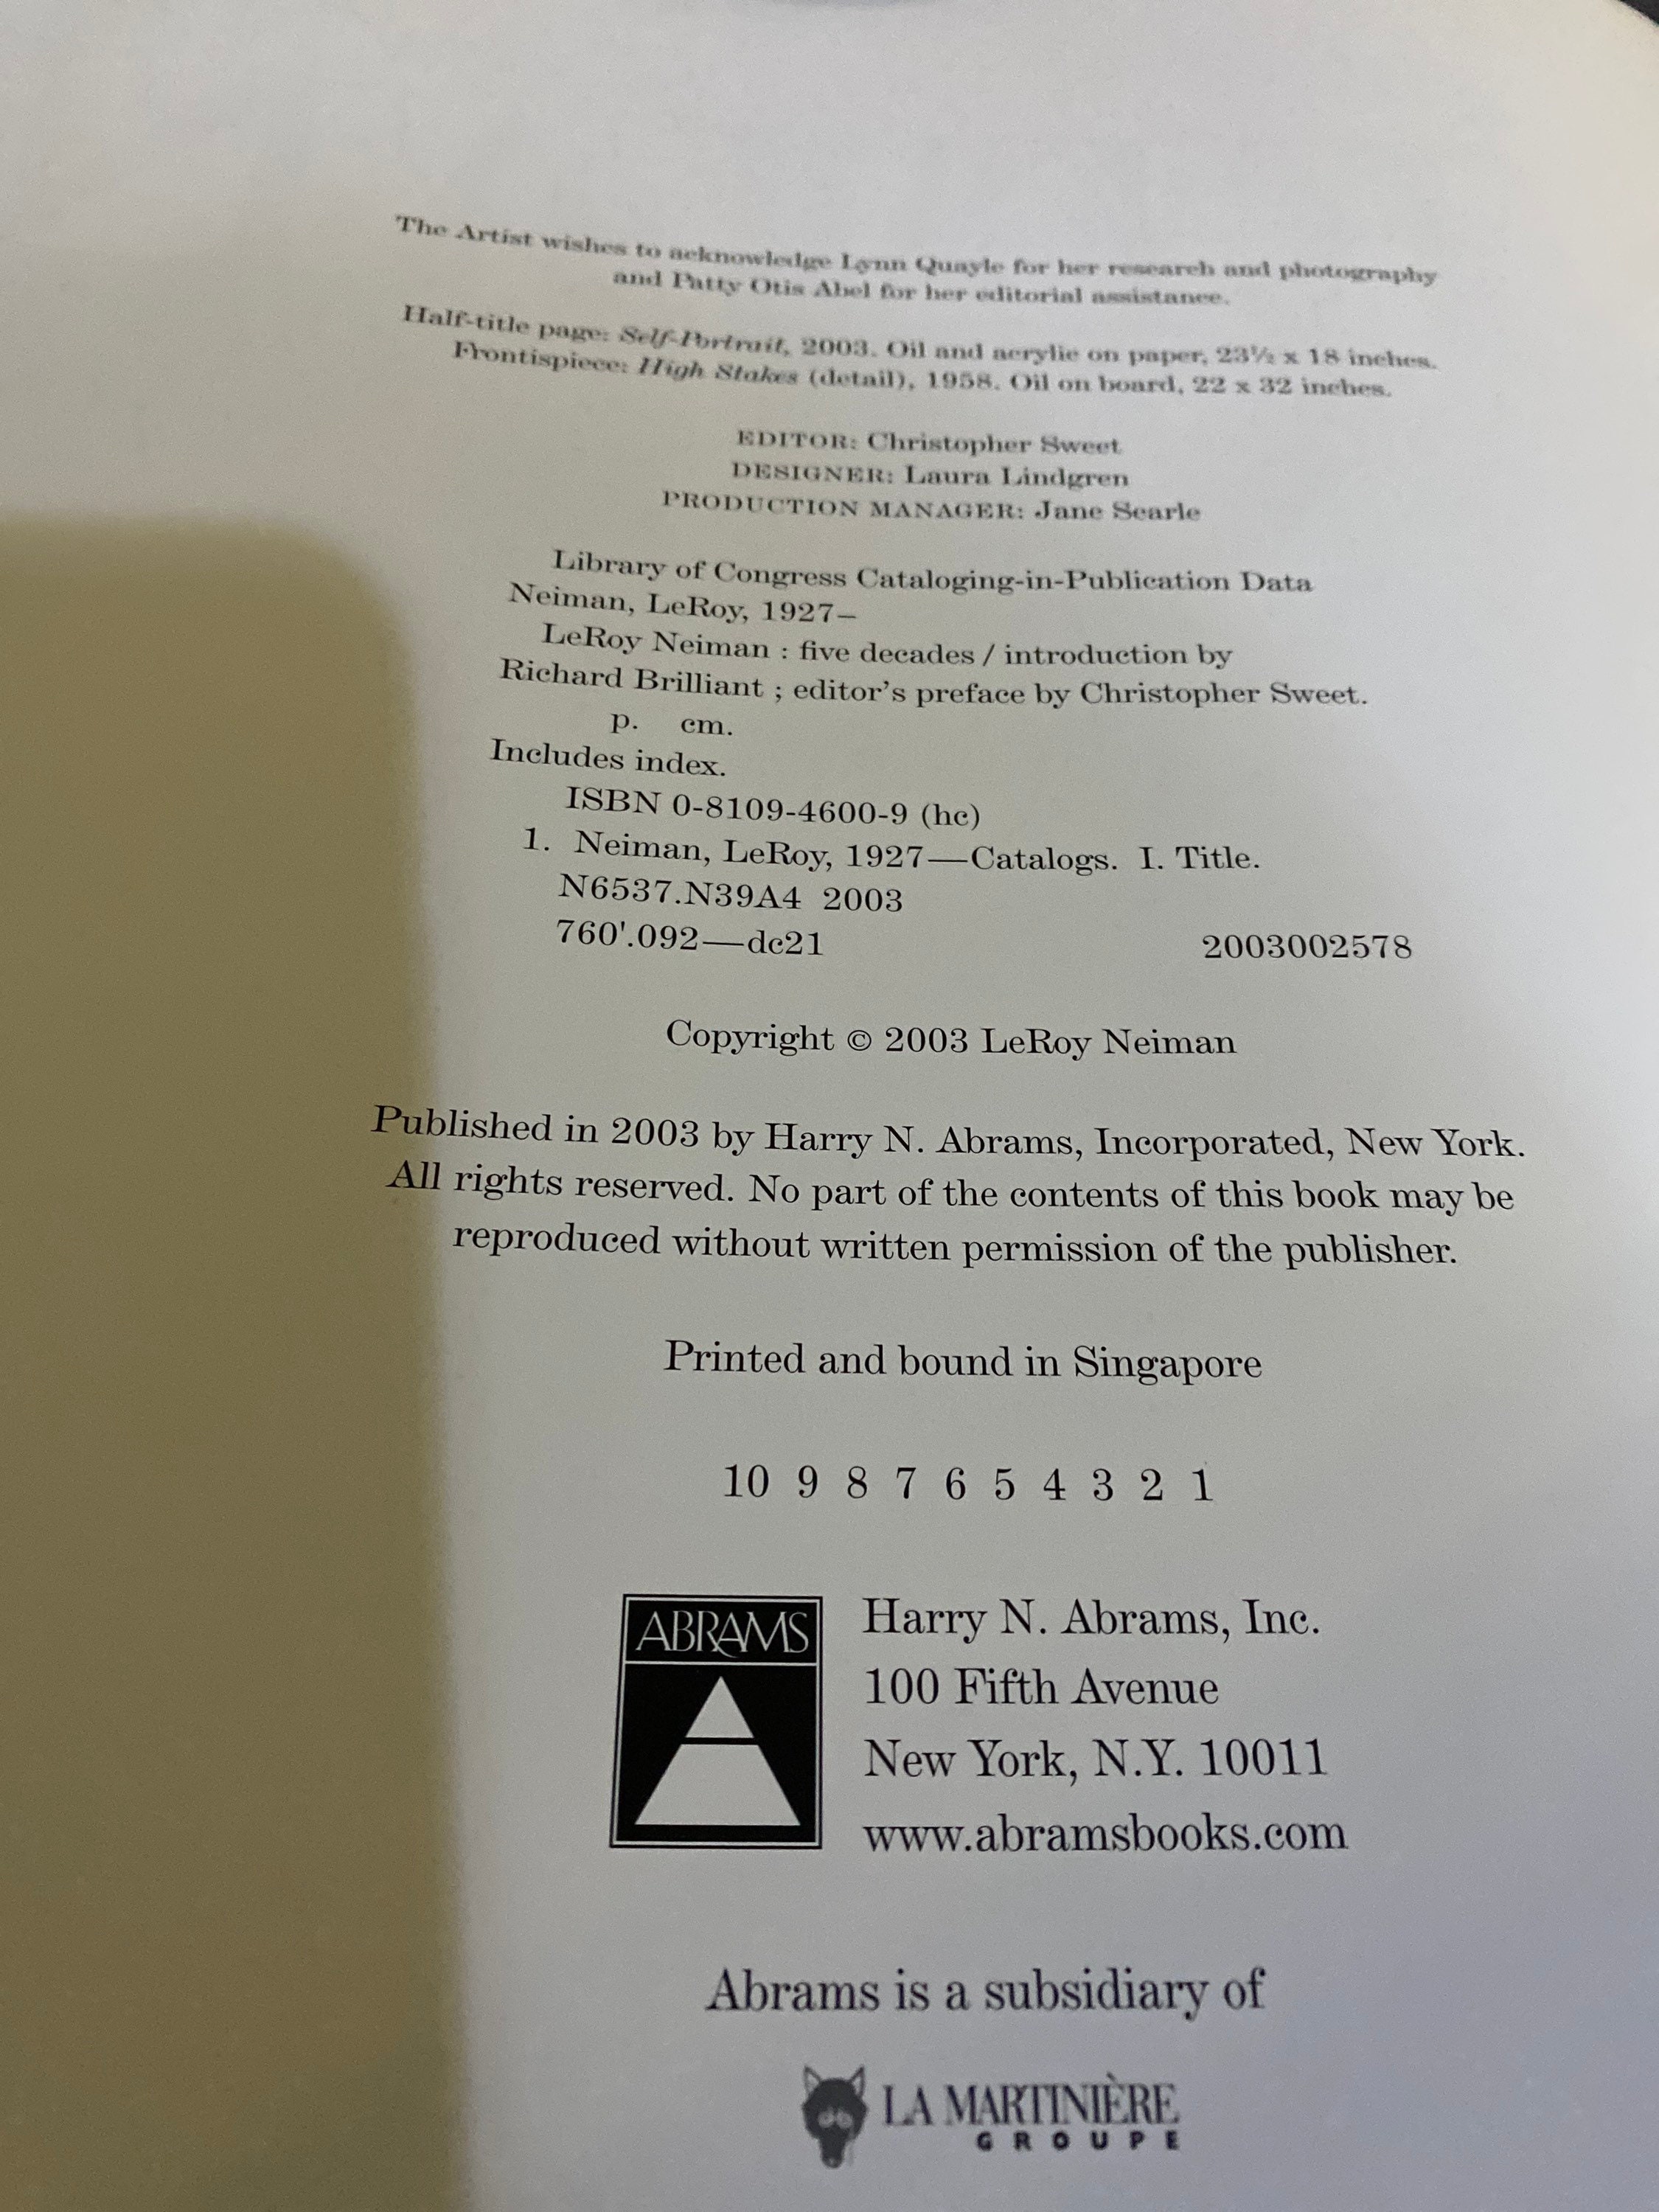 The Artist wishes to acknowledge Lynn Quayle for her research and photography
and Patty Otis Abel for her editorial assistance.
Half-title page: Self-Portrait, 2003. Oil and acrylic on paper, 23½ x 18 inches.
Frontispiece: High Stakes (detail), 1958. Oil on board, 22 x 32 inches.
EDITOR: Christopher Sweet
DESIGNER: Laura Lindgren
PRODUCTION MANAGER: Jane Searle
Library of Congress Cataloging-in-Publication Data
Neiman, LeRoy, 1927–
LeRoy Neiman : five decades / introduction by
Richard Brilliant ; editor's preface by Christopher Sweet.
p. cm.
Includes index.
ISBN 0-8109-4600-9 (hc)
1. Neiman, LeRoy, 1927—Catalogs. I. Title.
N6537.N39A4 2003
760'.092—dc21 2003002578
Copyright © 2003 LeRoy Neiman
Published in 2003 by Harry N. Abrams, Incorporated, New York.
All rights reserved. No part of the contents of this book may be
reproduced without written permission of the publisher.
Printed and bound in Singapore
10 9 8 7 6 5 4 3 2 1
ABRAMS
Harry N. Abrams, Inc.
100 Fifth Avenue
New York, N.Y. 10011
www.abramsbooks.com
Abrams is a subsidiary of
LA MARTINIÈRE
GROUPE